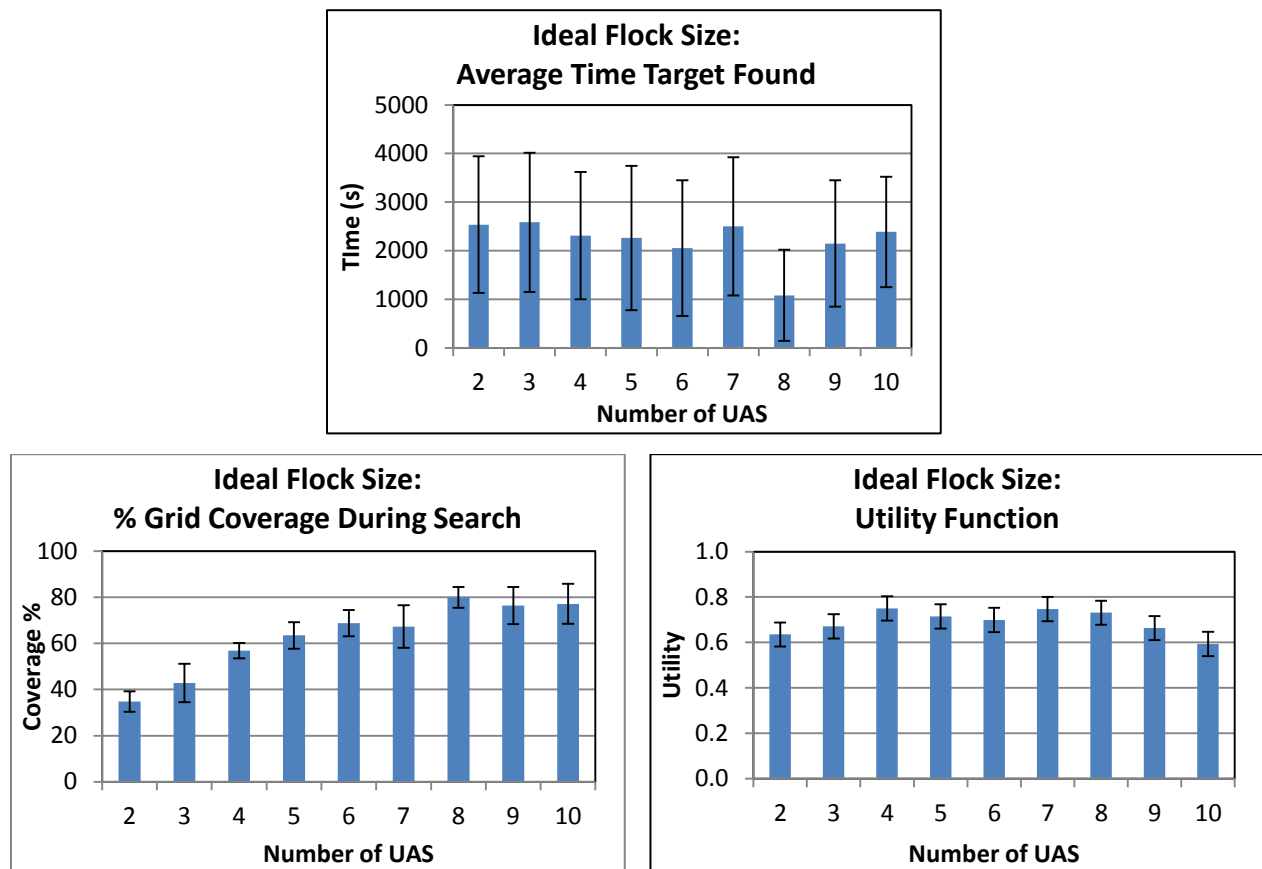 Ideal Flock Size:
Average Time Target Found
5000
4000
3000
2000
1000
0
TIme (s)
2 3 4 5 6 7 8 9 10
Number of UAS
Ideal Flock Size:
% Grid Coverage During Search
100
80
60
40
20
0
Coverage %
2 3 4 5 6 7 8 9 10
Number of UAS
Ideal Flock Size:
Utility Function
1.0
0.8
0.6
0.4
0.2
0.0
Utility
2 3 4 5 6 7 8 9 10
Number of UAS